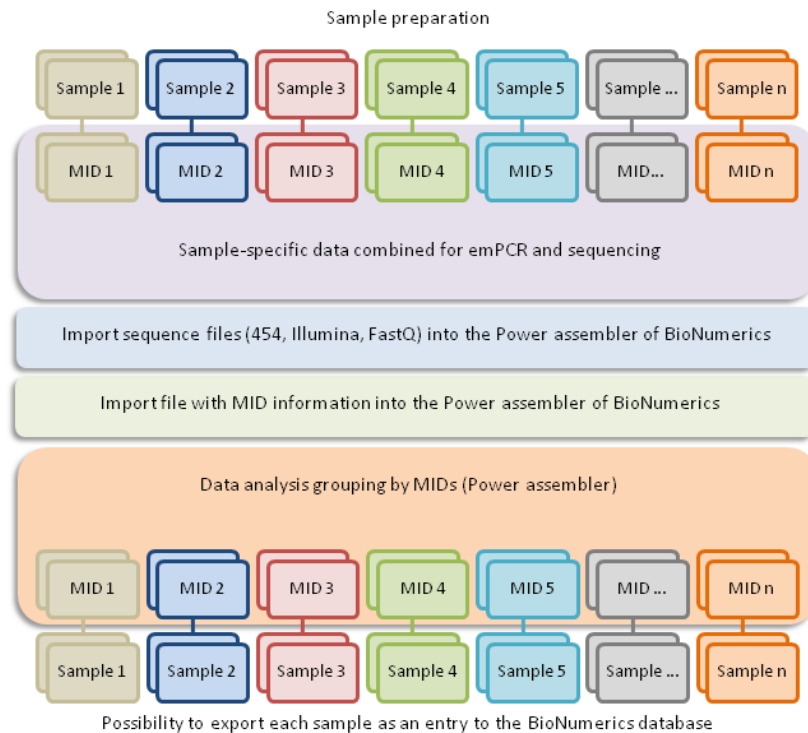 Sample preparation
Sample 1 Sample 2 Sample 3 Sample 4 Sample 5 Sample ... Sample n
MID 1 MID 2 MID 3 MID 4 MID 5 MID... MID n
Sample-specific data combined for emPCR and sequencing
Import sequence files (454, Illumina, FastQ) into the Power assembler of BioNumerics
Import file with MID information into the Power assembler of BioNumerics
Data analysis grouping by MIDs (Power assembler)
MID 1 MID 2 MID 3 MID 4 MID 5 MID ... MID n
Sample 1 Sample 2 Sample 3 Sample 4 Sample 5 Sample ... Sample n
Possibility to export each sample as an entry to the BioNumerics database